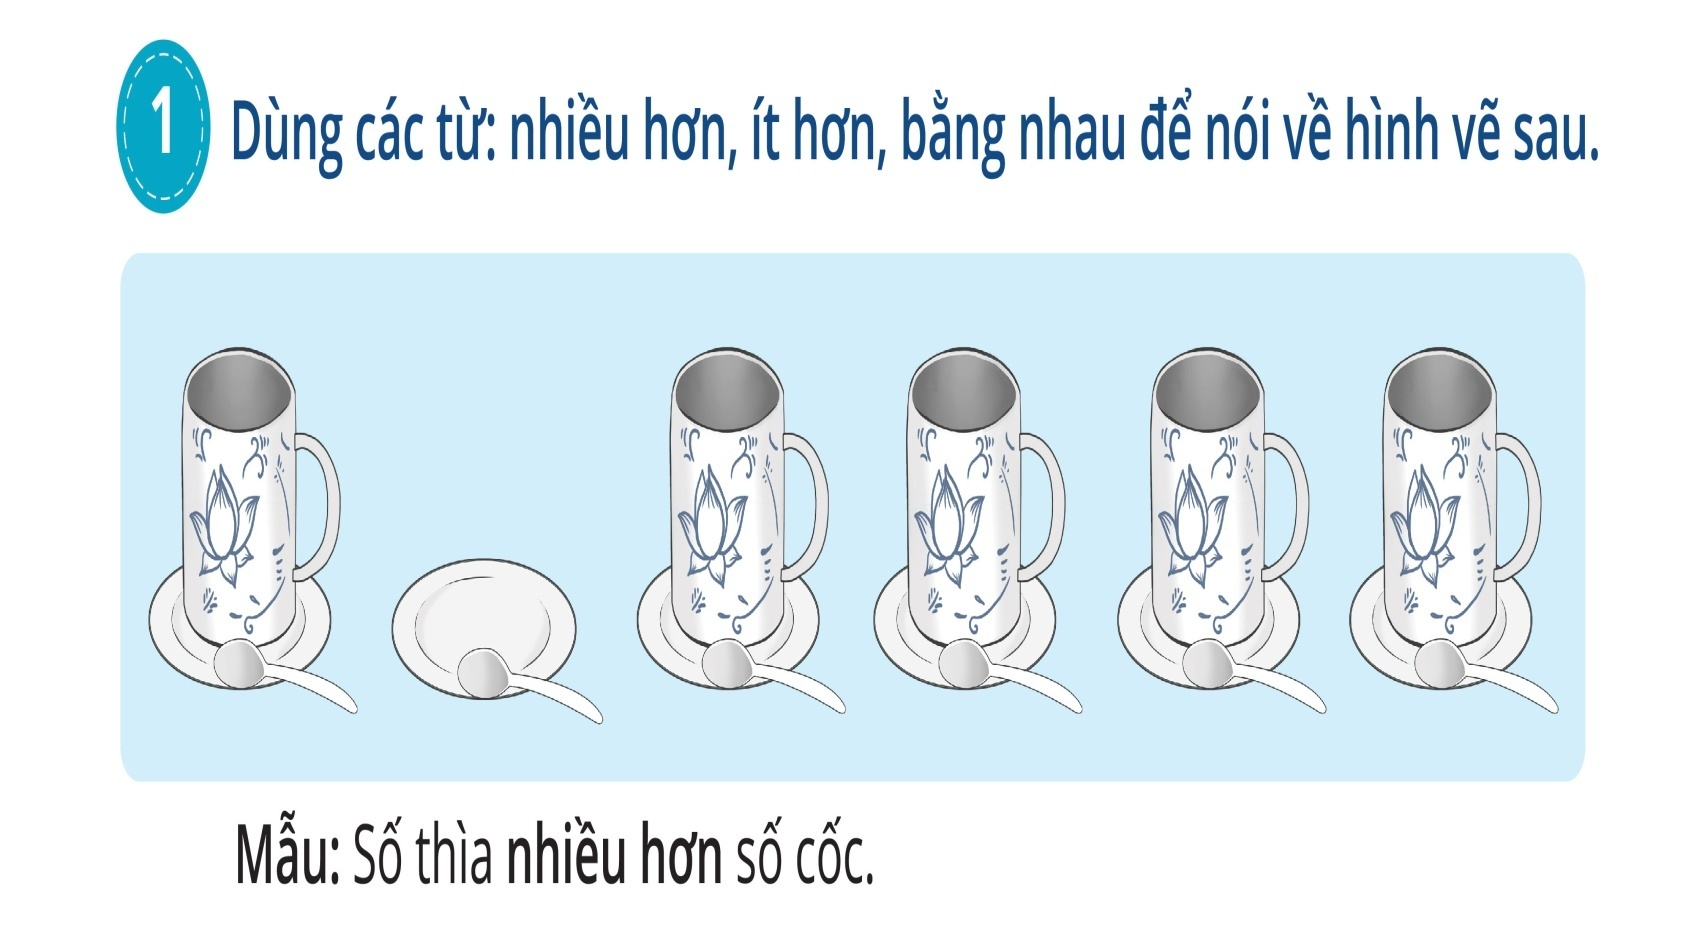 1 Dùng các từ: nhiều hơn, ít hơn, bằng nhau để nói về hình vẽ sau.
Mẫu: Số thìa nhiều hơn số cốc.